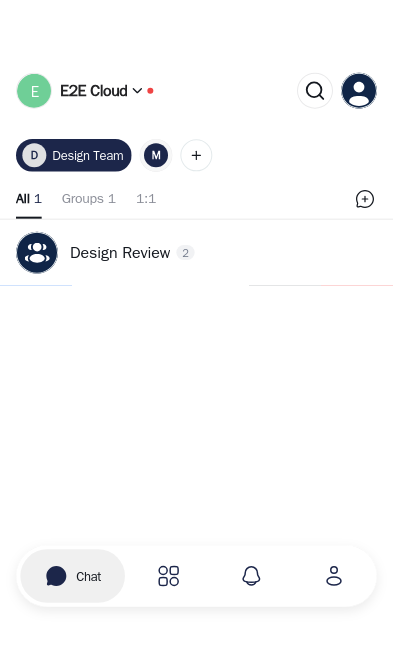 E E2E Cloud
D Design Team M +
All 1 Groups 1 1:1
Design Review 2
Chat